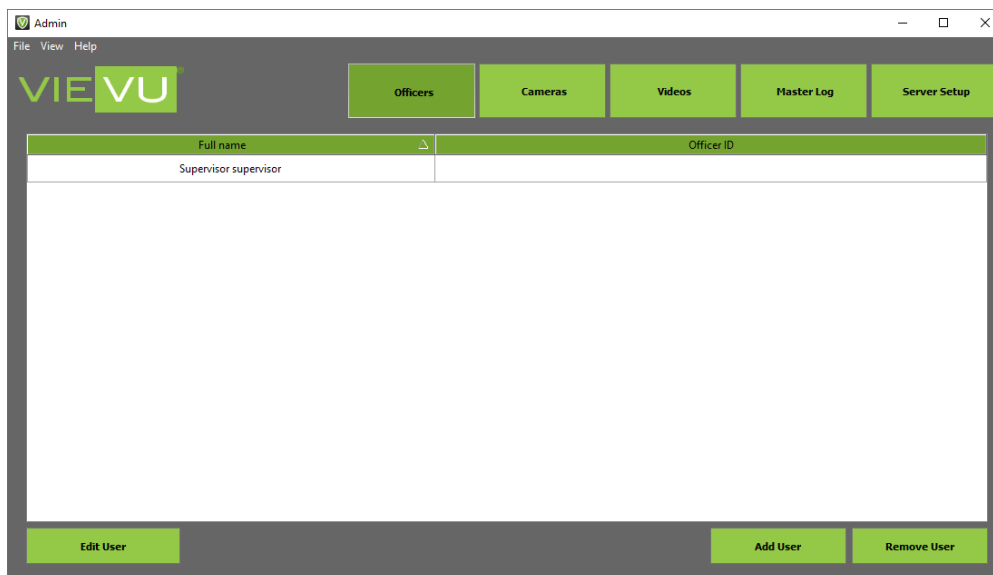 Admin
File View Help
VIEVU®
Officers Cameras Videos Master Log Server Setup
Full name Officer ID
Supervisor supervisor
Edit User Add User Remove User